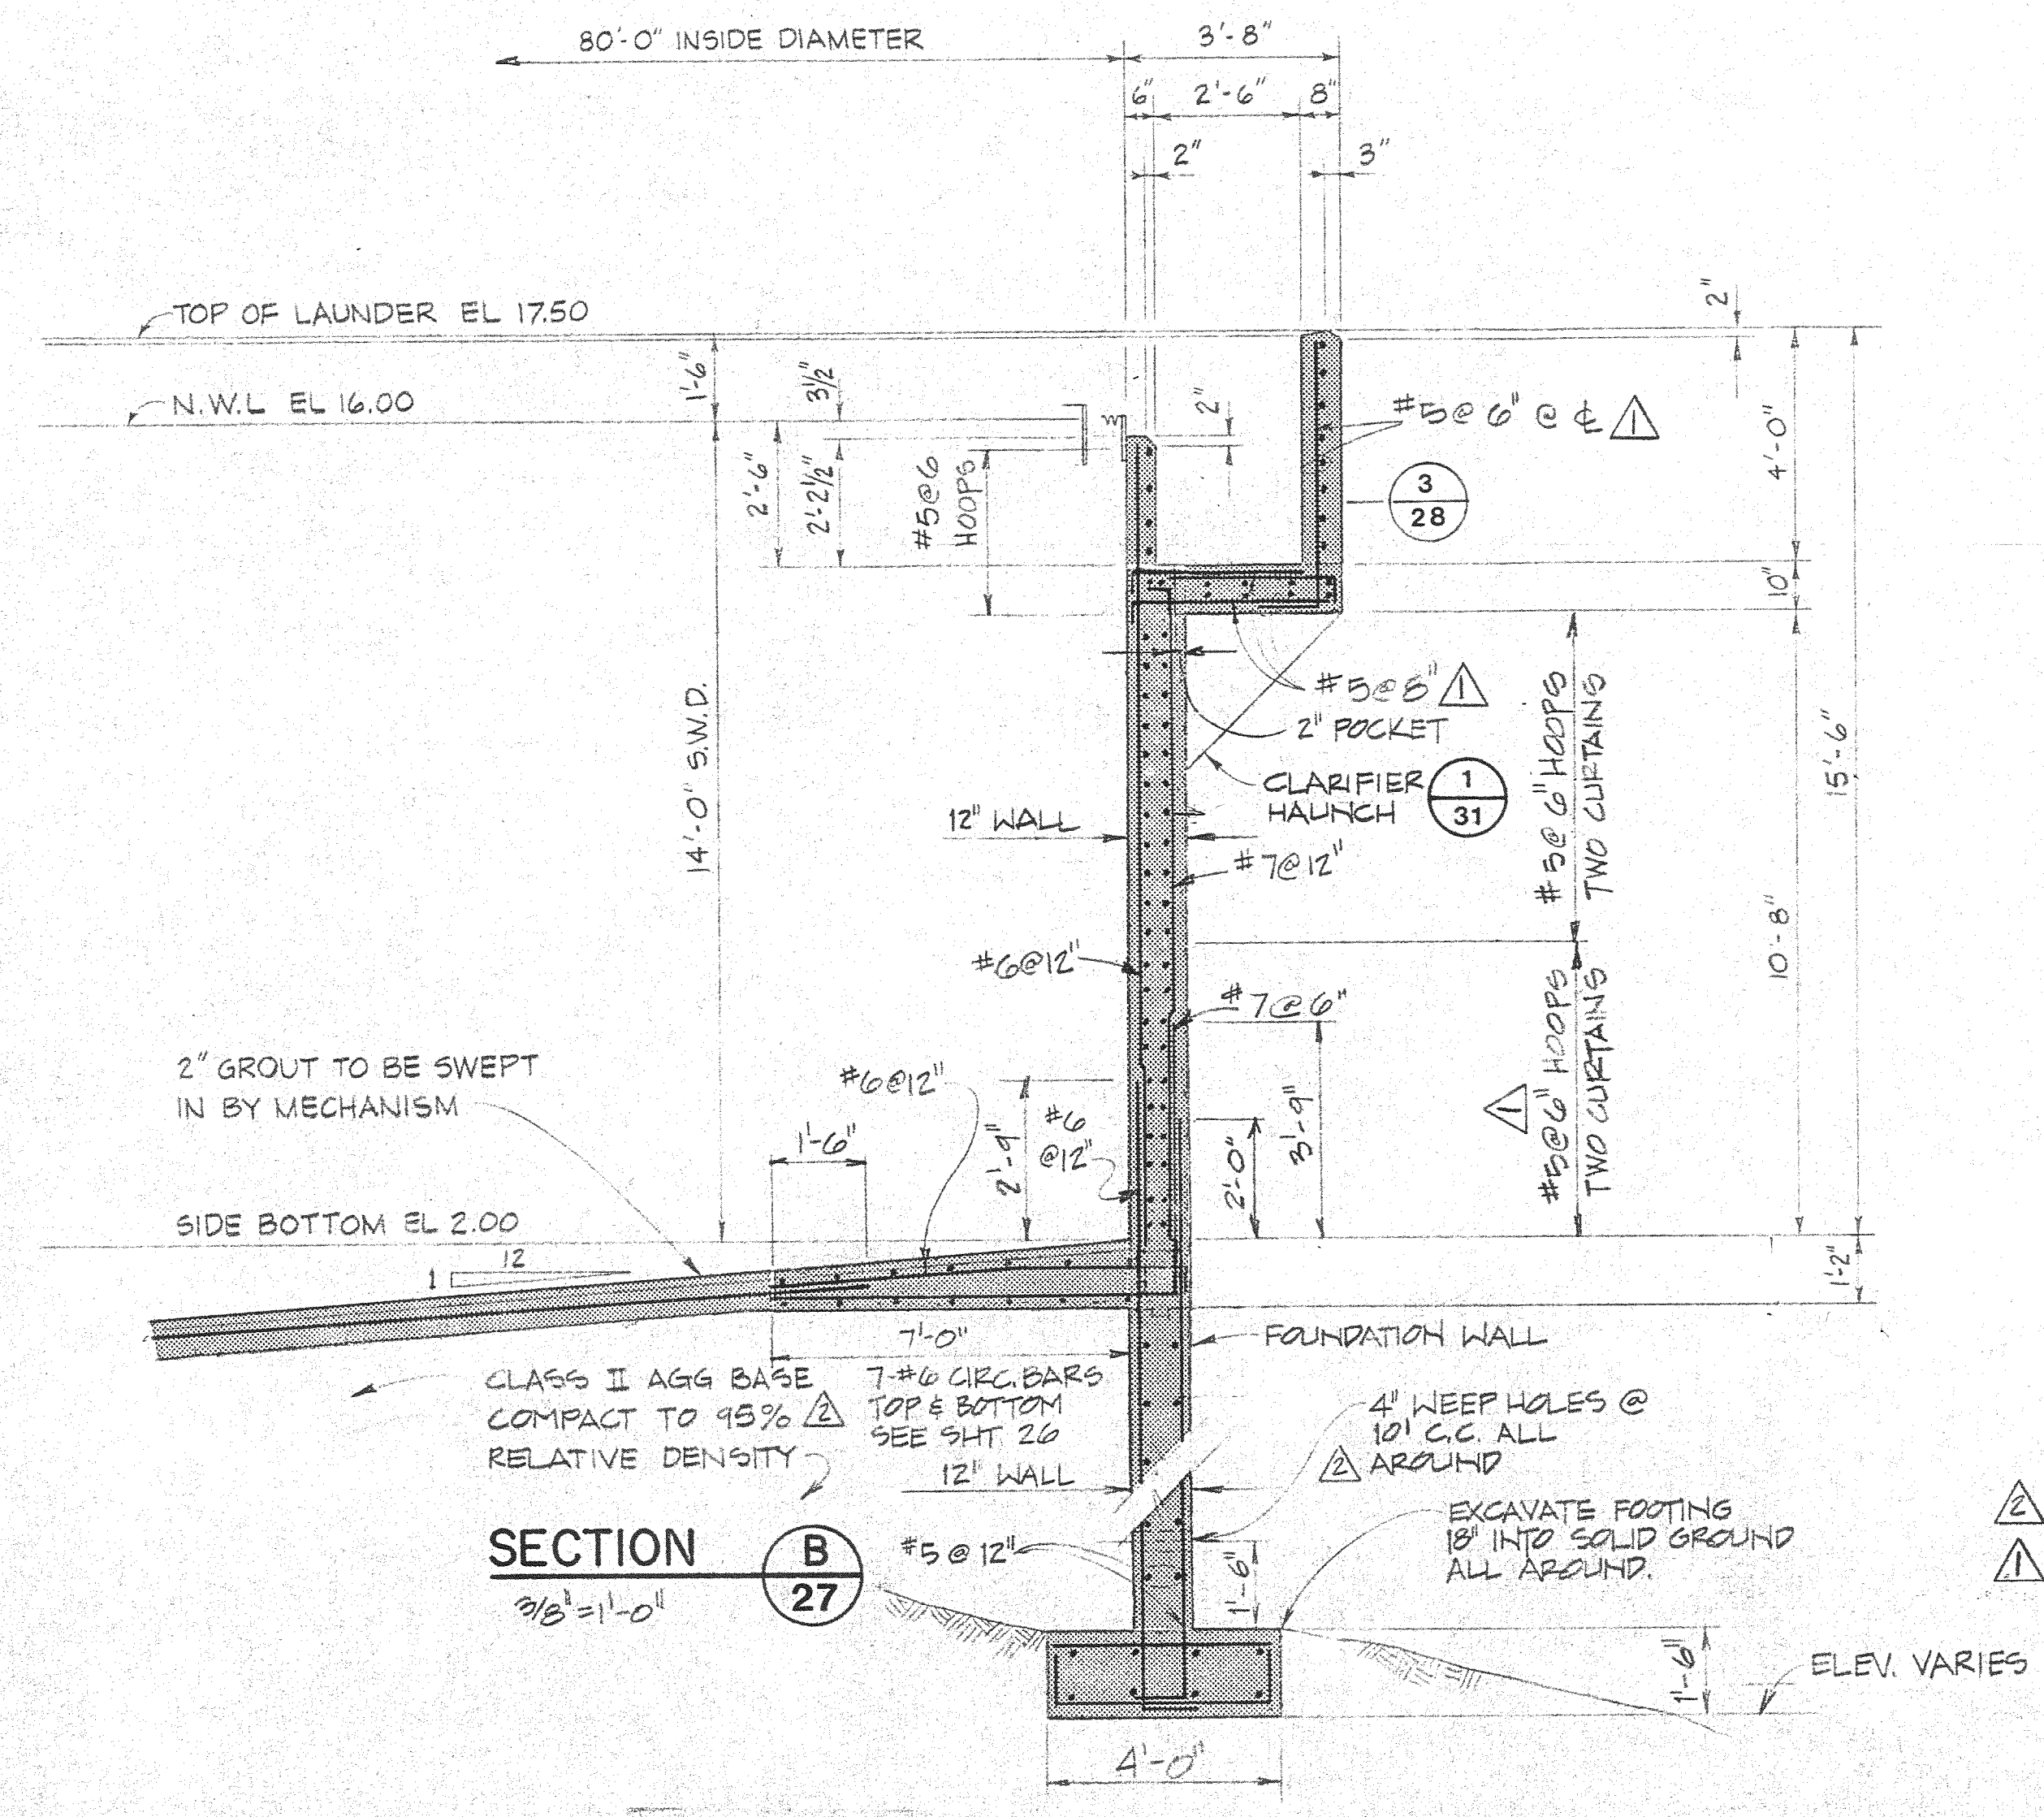 80'-0" INSIDE DIAMETER
3'-8"
6"
2'-6"
8"
2"
3"
TOP OF LAUNDER EL 17.50
2"
1'-6"
3½"
N.W.L EL 16.00
2"
#5@6"@ ℄ 1
4'-0"
2'-6"
2'-2½"
#5@6
HOOPS
3
28
10"
14'-0" S.W.D.
#5@8" 1
2" POCKET
CLARIFIER
HAUNCH
1
31
#5@6" HOOPS
TWO CURTAINS
15'-6"
12" WALL
#7@12"
10'-8"
#6@12"
#7@6"
1
#5@6" HOOPS
TWO CURTAINS
2" GROUT TO BE SWEPT
IN BY MECHANISM
#6@12"
1'-6"
2'-9"
#6
@12"
2'-0"
3'-9"
SIDE BOTTOM EL 2.00
12
1
1'-2"
7'-0"
FOUNDATION WALL
CLASS II AGG BASE
COMPACT TO 95% 2
RELATIVE DENSITY
7-#6 CIRC. BARS
TOP & BOTTOM
SEE SHT. 26
4" WEEP HOLES @
10' C.C. ALL
2 AROUND
12" WALL
EXCAVATE FOOTING
18" INTO SOLID GROUND
ALL AROUND.
2
1
SECTION
B
27
3/8"=1'-0"
#5@12"
1'-6"
1'-6"
ELEV. VARIES
4'-0"